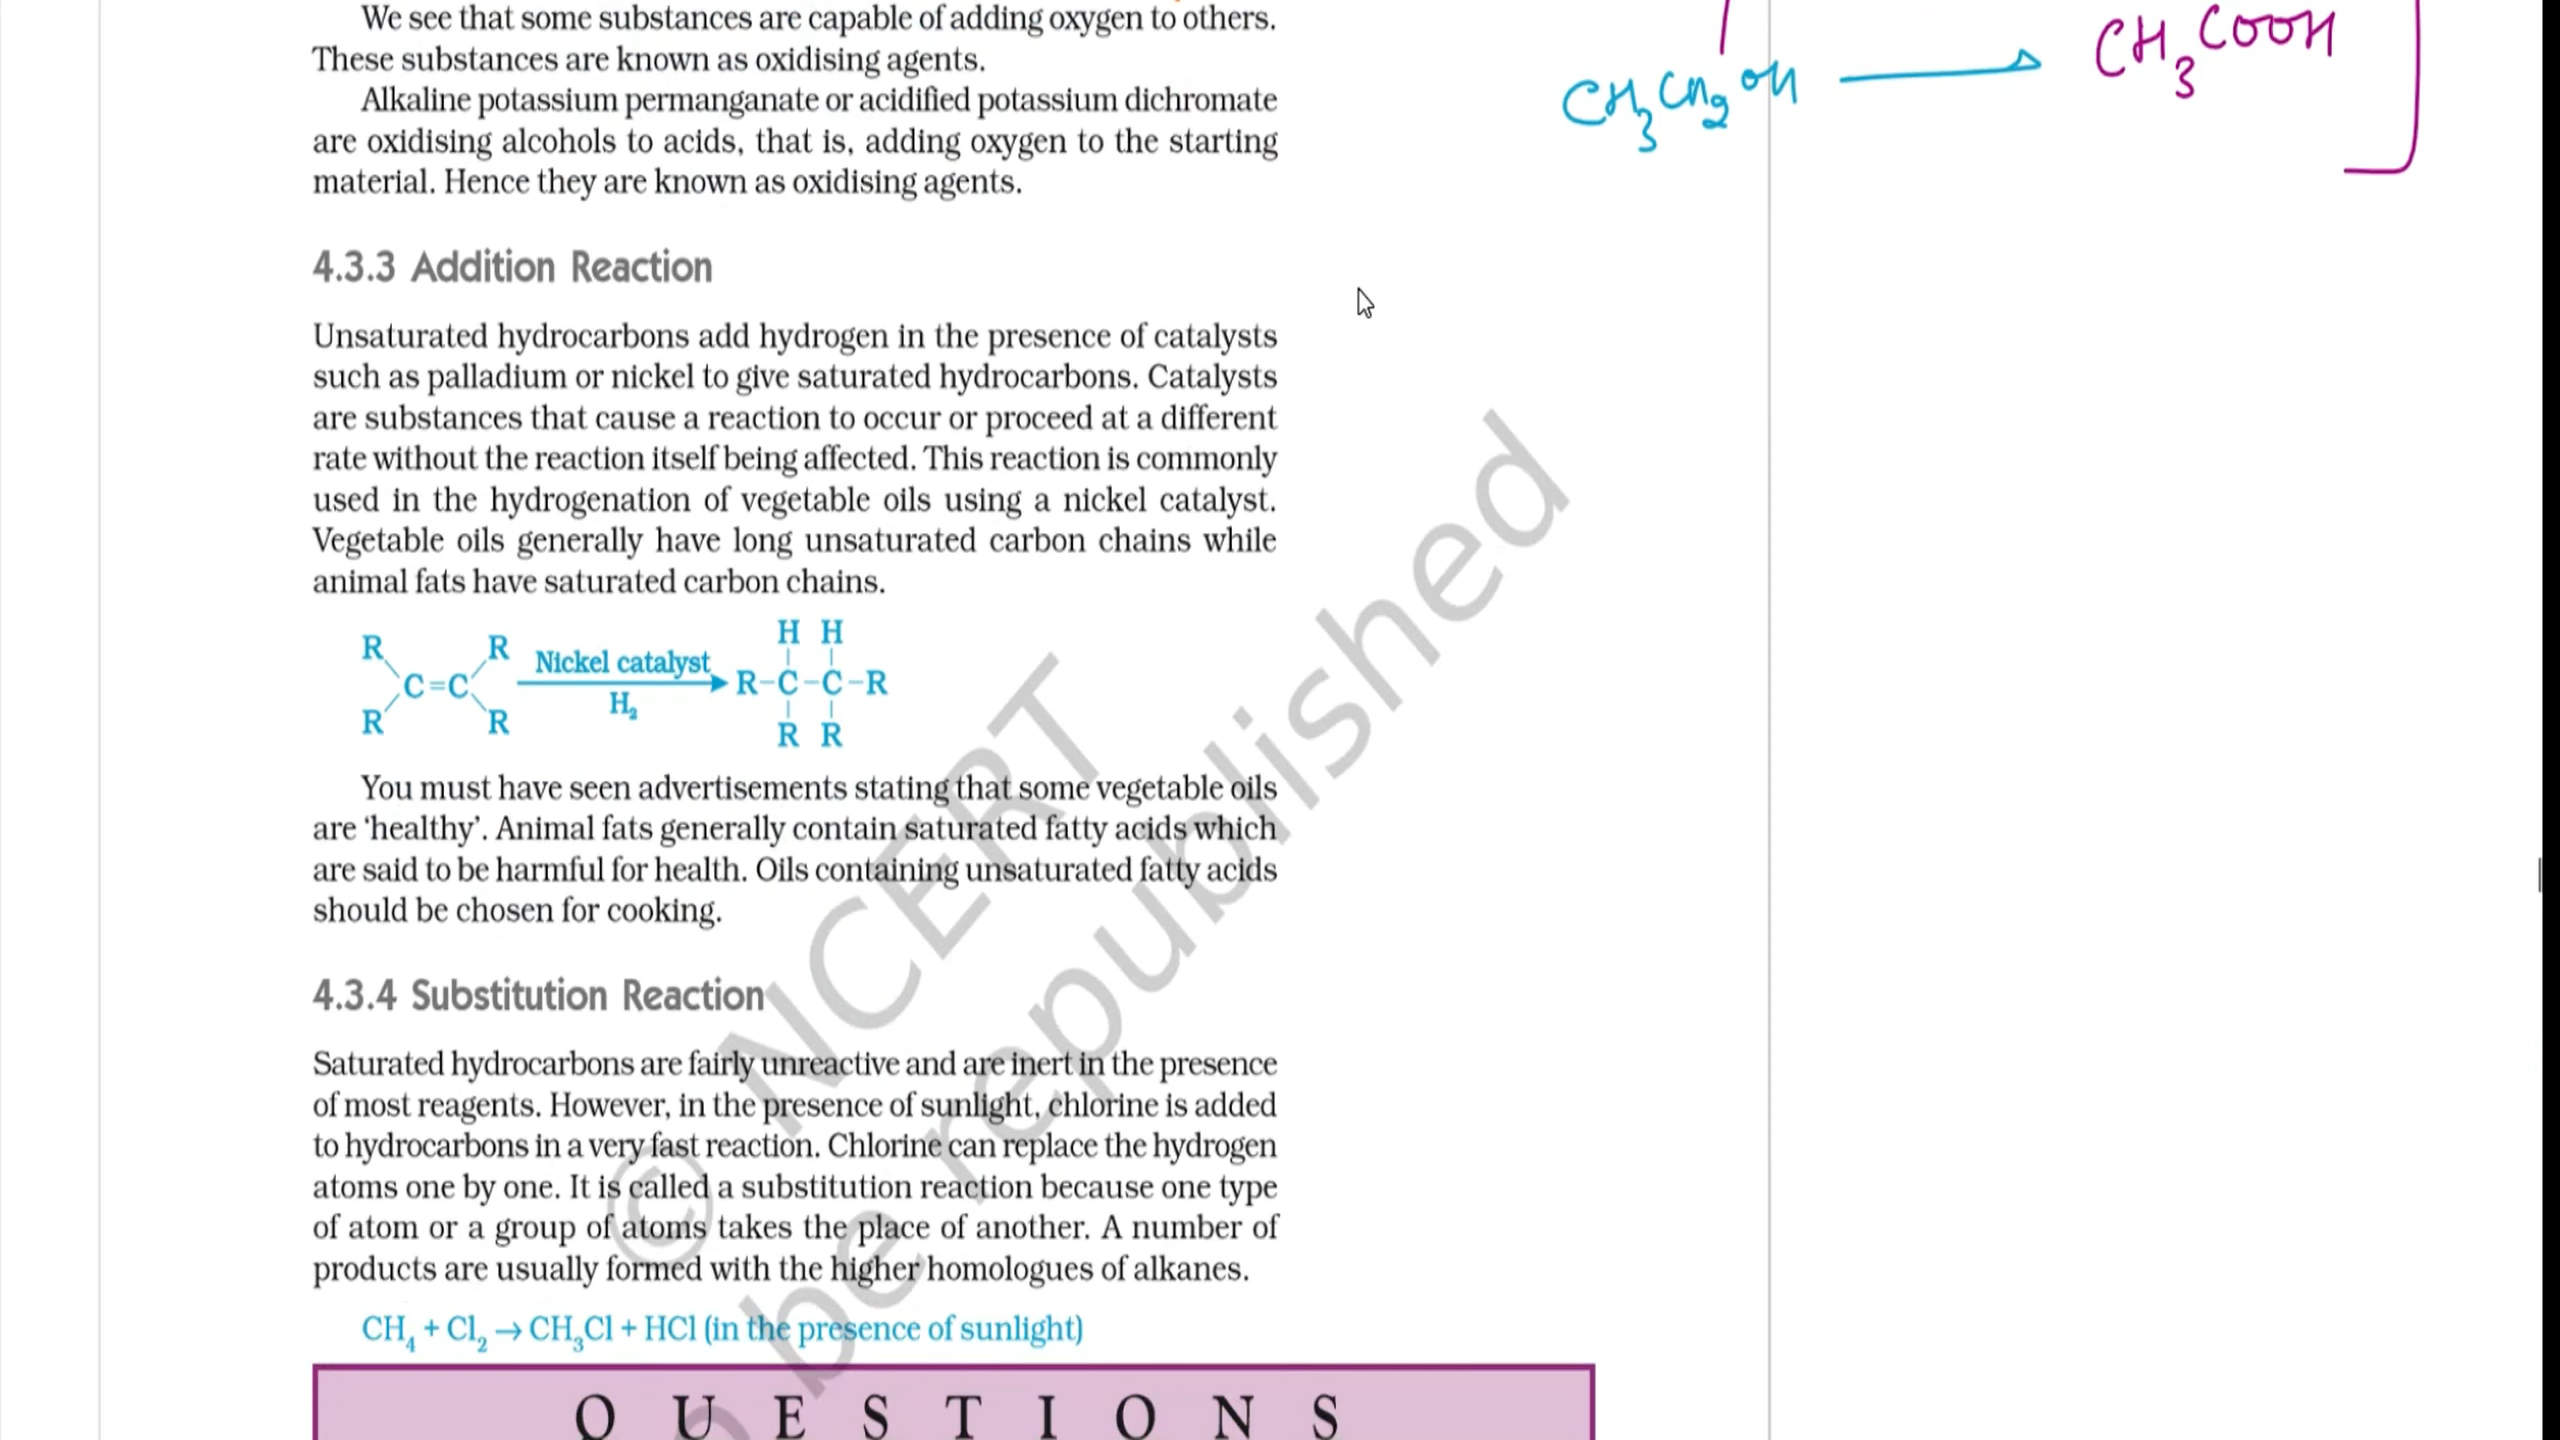 We see that some substances are capable of adding oxygen to others.
These substances are known as oxidising agents.
Alkaline potassium permanganate or acidified potassium dichromate
are oxidising alcohols to acids, that is, adding oxygen to the starting
material. Hence they are known as oxidising agents.
CH₃CH₂OH → CH₃COOH
4.3.3 Addition Reaction
Unsaturated hydrocarbons add hydrogen in the presence of catalysts
such as palladium or nickel to give saturated hydrocarbons. Catalysts
are substances that cause a reaction to occur or proceed at a different
rate without the reaction itself being affected. This reaction is commonly
used in the hydrogenation of vegetable oils using a nickel catalyst.
Vegetable oils generally have long unsaturated carbon chains while
animal fats have saturated carbon chains.
H H
R R Nickel catalyst
C=C R-C-C-R
H₂
R R R R
You must have seen advertisements stating that some vegetable oils
are ‘healthy’. Animal fats generally contain saturated fatty acids which
are said to be harmful for health. Oils containing unsaturated fatty acids
should be chosen for cooking.
4.3.4 Substitution Reaction
Saturated hydrocarbons are fairly unreactive and are inert in the presence
of most reagents. However, in the presence of sunlight, chlorine is added
to hydrocarbons in a very fast reaction. Chlorine can replace the hydrogen
atoms one by one. It is called a substitution reaction because one type
of atom or a group of atoms takes the place of another. A number of
products are usually formed with the higher homologues of alkanes.
CH₄ + Cl₂ → CH₃Cl + HCl (in the presence of sunlight)
QUESTIONS
© NCERT
be republished